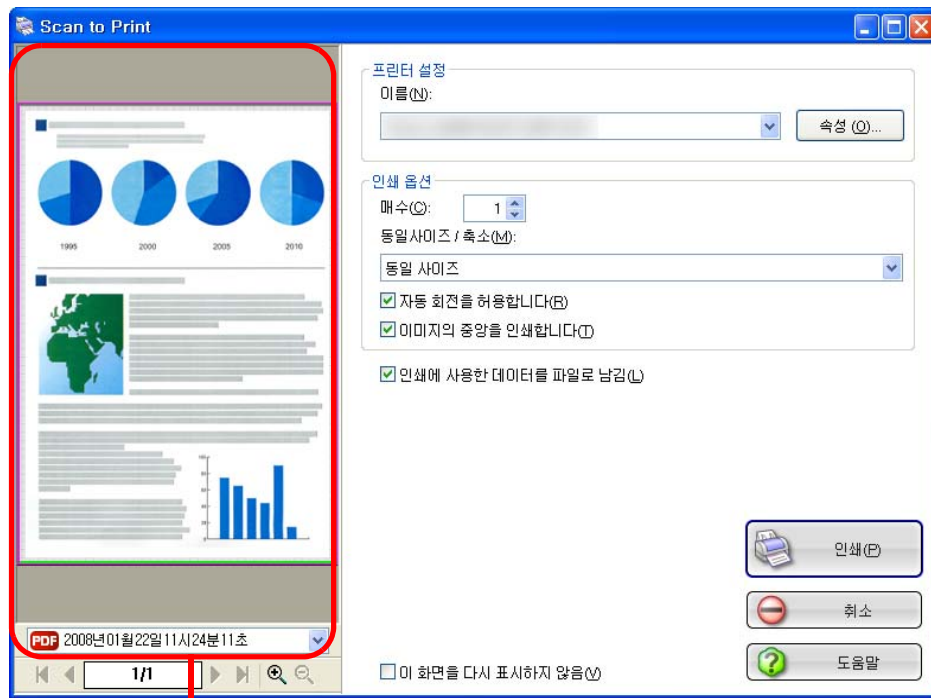 Scan to Print
1995 2000 2005 2010
PDF 2008년01월22일11시24분11초
1/1
프린터 설정
이름(N):
속성 (O)...
인쇄 옵션
매수(C): 1
동일사이즈 / 축소(M):
동일 사이즈
자동 회전을 허용합니다(R)
이미지의 중앙을 인쇄합니다(T)
인쇄에 사용한 데이터를 파일로 남김(L)
인쇄(P)
취소
도움말
이 화면을 다시 표시하지 않음(V)